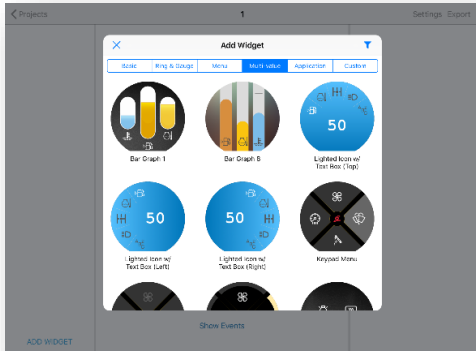 Projects
1
Settings Export
Add Widget
Basic Ring & Gauge Menu Multi-value Application Custom
Bar Graph 1
Bar Graph 8
50
Lighted Icon w/
Text Box (Top)
50
Lighted Icon w/
Text Box (Left)
50
Lighted Icon w/
Text Box (Right)
Keypad Menu
Show Events
ADD WIDGET